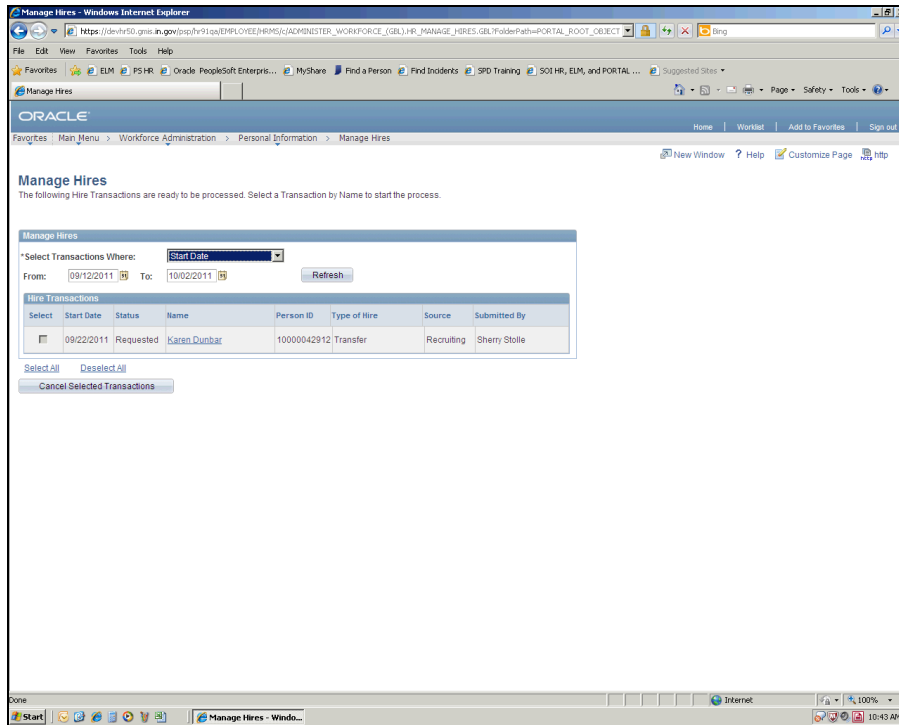 Manage Hires - Windows Internet Explorer
https://devhr50.gmis.in.gov/psp/hr91qa/EMPLOYEE/HRMS/c/ADMINISTER_WORKFORCE_(GBL).HR_MANAGE_HIRES.GBL?FolderPath=PORTAL_ROOT_OBJECT
Bing
File Edit View Favorites Tools Help
Favorites ELM PS HR Oracle PeopleSoft Enterpris... MyShare Find a Person Find Incidents SPD Training SOI HR, ELM, and PORTAL ... Suggested Sites
Manage Hires
Page Safety Tools
ORACLE
Home | Worklist | Add to Favorites | Sign out
Favorites Main Menu > Workforce Administration > Personal Information > Manage Hires
New Window ? Help Customize Page http
Manage Hires
The following Hire Transactions are ready to be processed. Select a Transaction by Name to start the process.
Manage Hires
*Select Transactions Where: Start Date
From: 09/12/2011 To: 10/02/2011 Refresh
Hire Transactions
Select Start Date Status Name Person ID Type of Hire Source Submitted By
09/22/2011 Requested Karen Dunbar 10000042912 Transfer Recruiting Sherry Stolle
Select All Deselect All
Cancel Selected Transactions
Done Internet 100%
Start Manage Hires - Windo... 10:43 AM